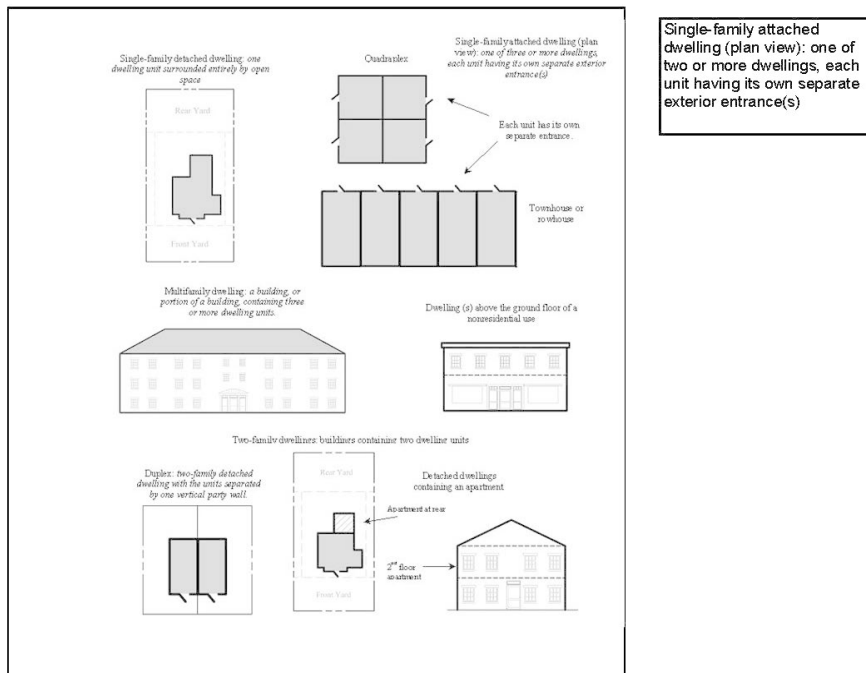 Single-family detached dwelling: one
dwelling unit surrounded entirely by open
space
Rear Yard
Front Yard
Quadraplex
Single-family attached dwelling (plan
view): one of three or more dwellings,
each unit having its own separate exterior
entrance(s)
Each unit has its own
separate entrance.
Townhouse or
rowhouse
Multifamily dwelling: a building, or
portion of a building, containing three
or more dwelling units.
Dwelling (s) above the ground floor of a
nonresidential use
Two-family dwellings: buildings containing two dwelling units
Duplex: two-family detached
dwelling with the units separated
by one vertical party wall.
Rear Yard
Front Yard
Detached dwellings
containing an apartment
Apartment at rear
2nd floor
apartment
Single-family attached
dwelling (plan view): one of
two or more dwellings, each
unit having its own separate
exterior entrance(s)